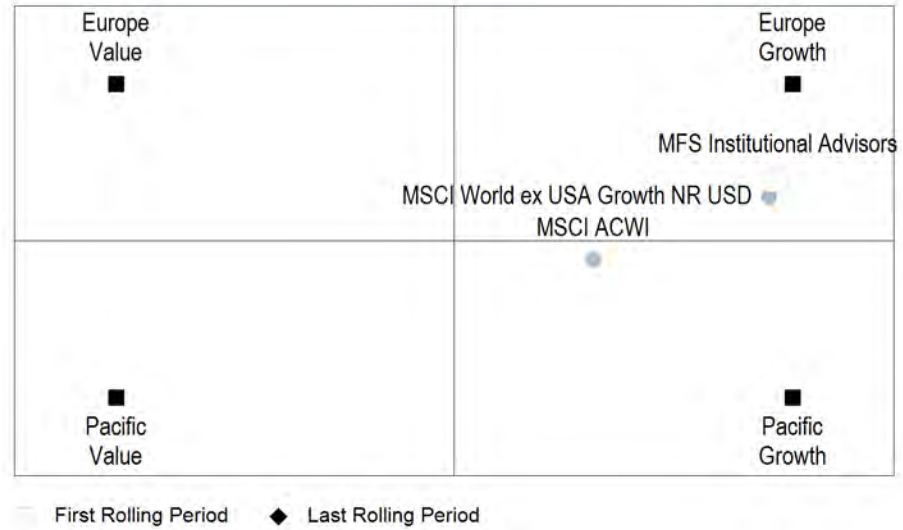 Europe
Value
Europe
Growth
MFS Institutional Advisors
MSCI World ex USA Growth NR USD
MSCI ACWI
Pacific
Value
Pacific
Growth
First Rolling Period
Last Rolling Period